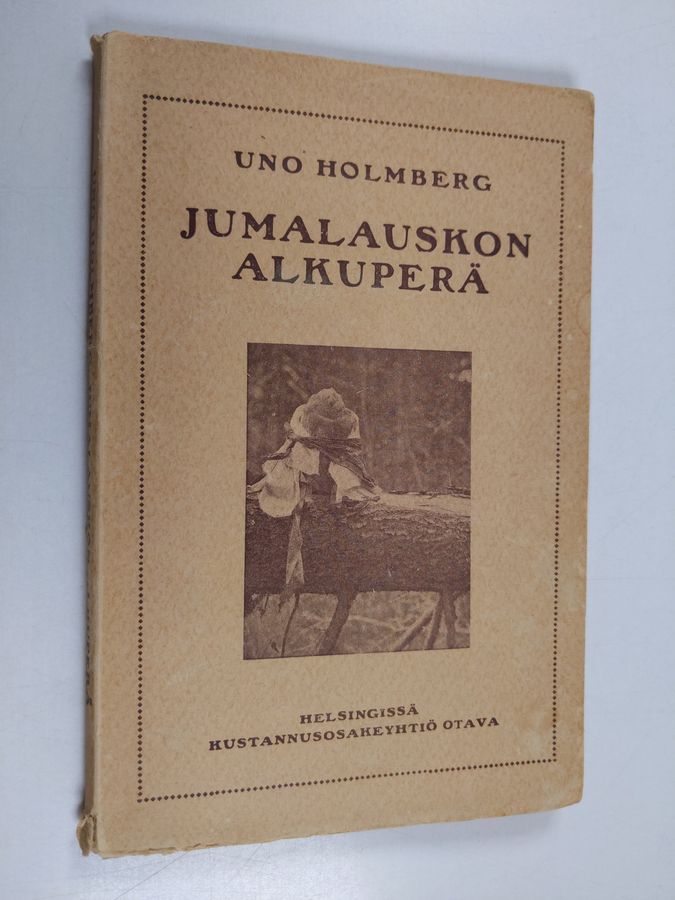 UNO HOLMBERG
JUMALAUSKON
ALKUPERÄ
HELSINGISSÄ
KUSTANNUSOSAKEYHTIÖ OTAVA